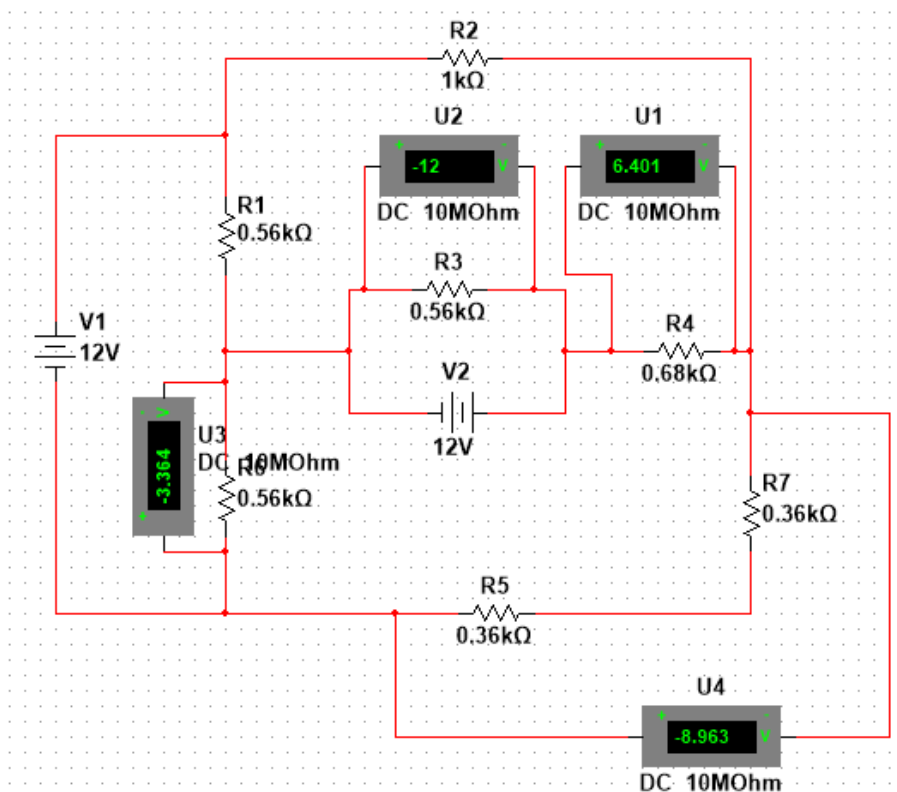 R2
1kΩ
U2
U1
+ -
-12 V
+ -
6.401 V
DC 10MOhm
DC 10MOhm
R1
0.56kΩ
R3
0.56kΩ
V1
12V
R4
0.68kΩ
V2
12V
- V
-3.364
+
U3
DC 10MOhm
R6
0.56kΩ
R7
0.36kΩ
R5
0.36kΩ
U4
+ -
-8.963 V
DC 10MOhm